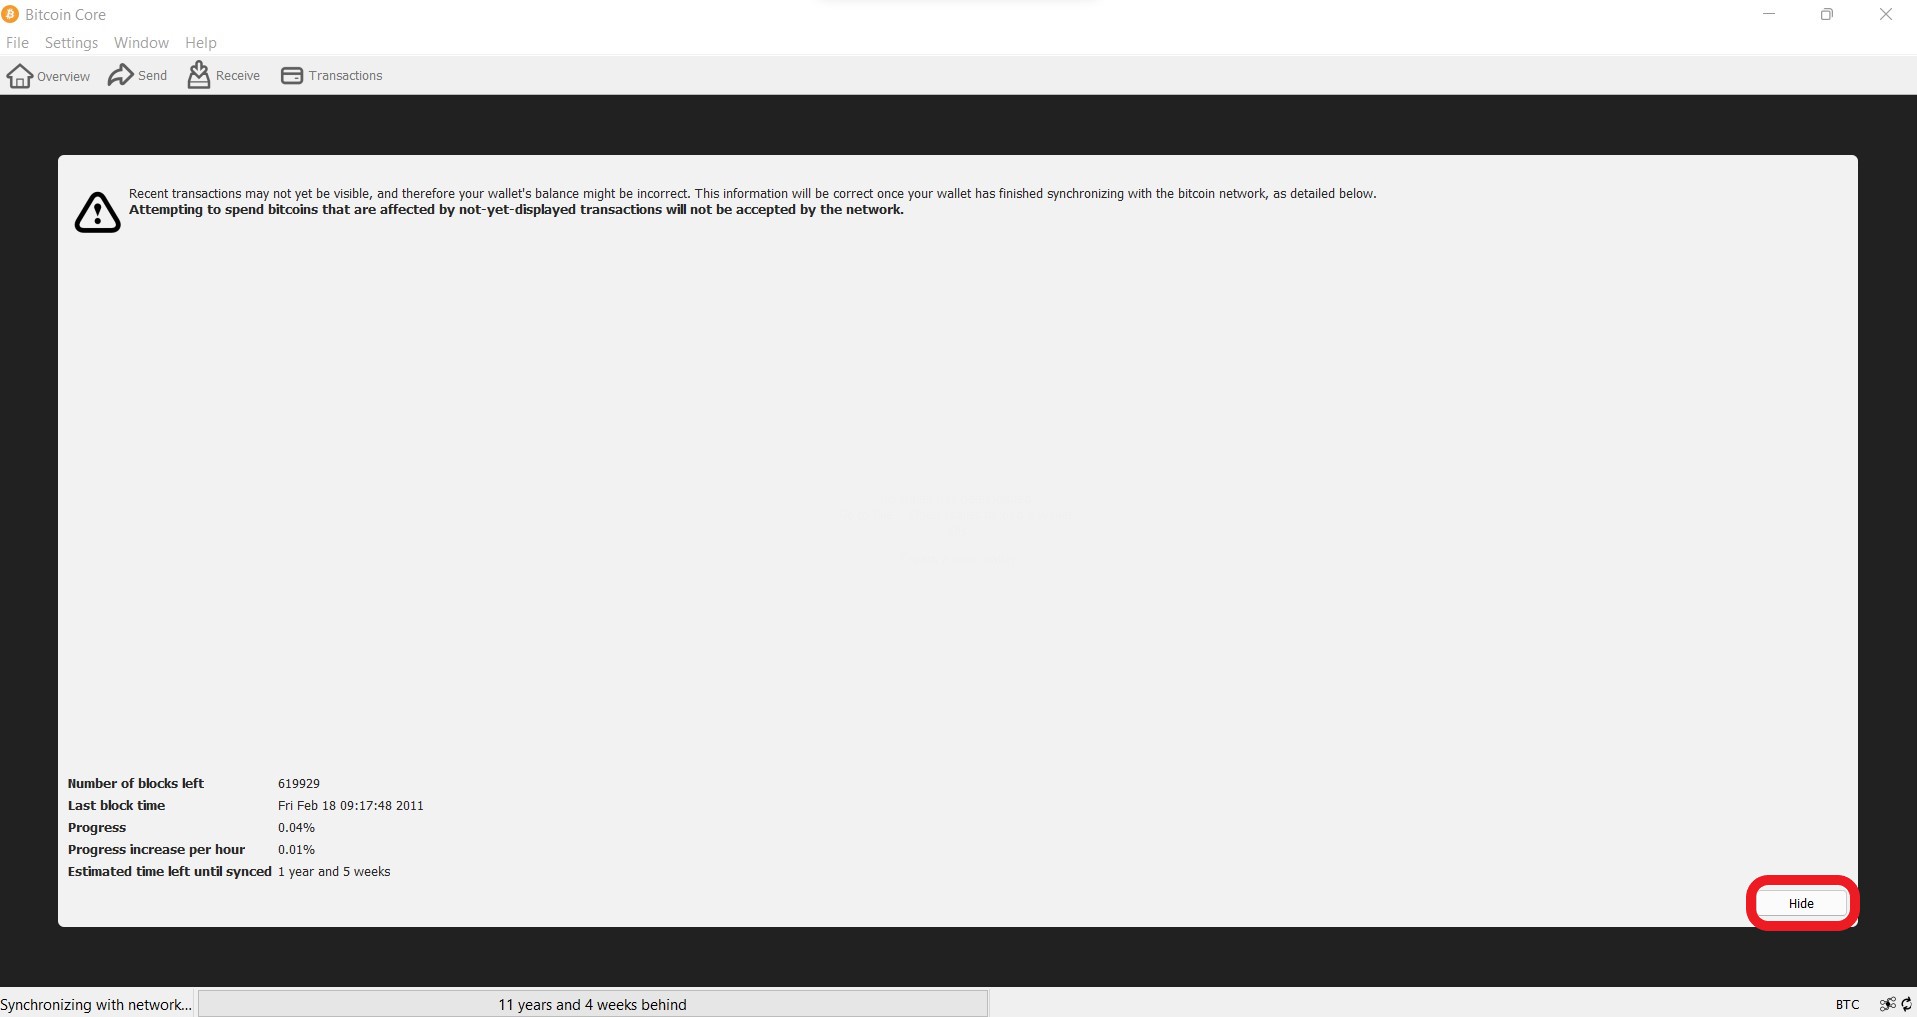 Bitcoin Core
File Settings Window Help
Overview Send Receive Transactions
Recent transactions may not yet be visible, and therefore your wallet's balance might be incorrect. This information will be correct once your wallet has finished synchronizing with the bitcoin network, as detailed below.
Attempting to spend bitcoins that are affected by not-yet-displayed transactions will not be accepted by the network.
Number of blocks left 619929
Last block time Fri Feb 18 09:17:48 2011
Progress 0.04%
Progress increase per hour 0.01%
Estimated time left until synced 1 year and 5 weeks
Hide
Synchronizing with network... 11 years and 4 weeks behind BTC